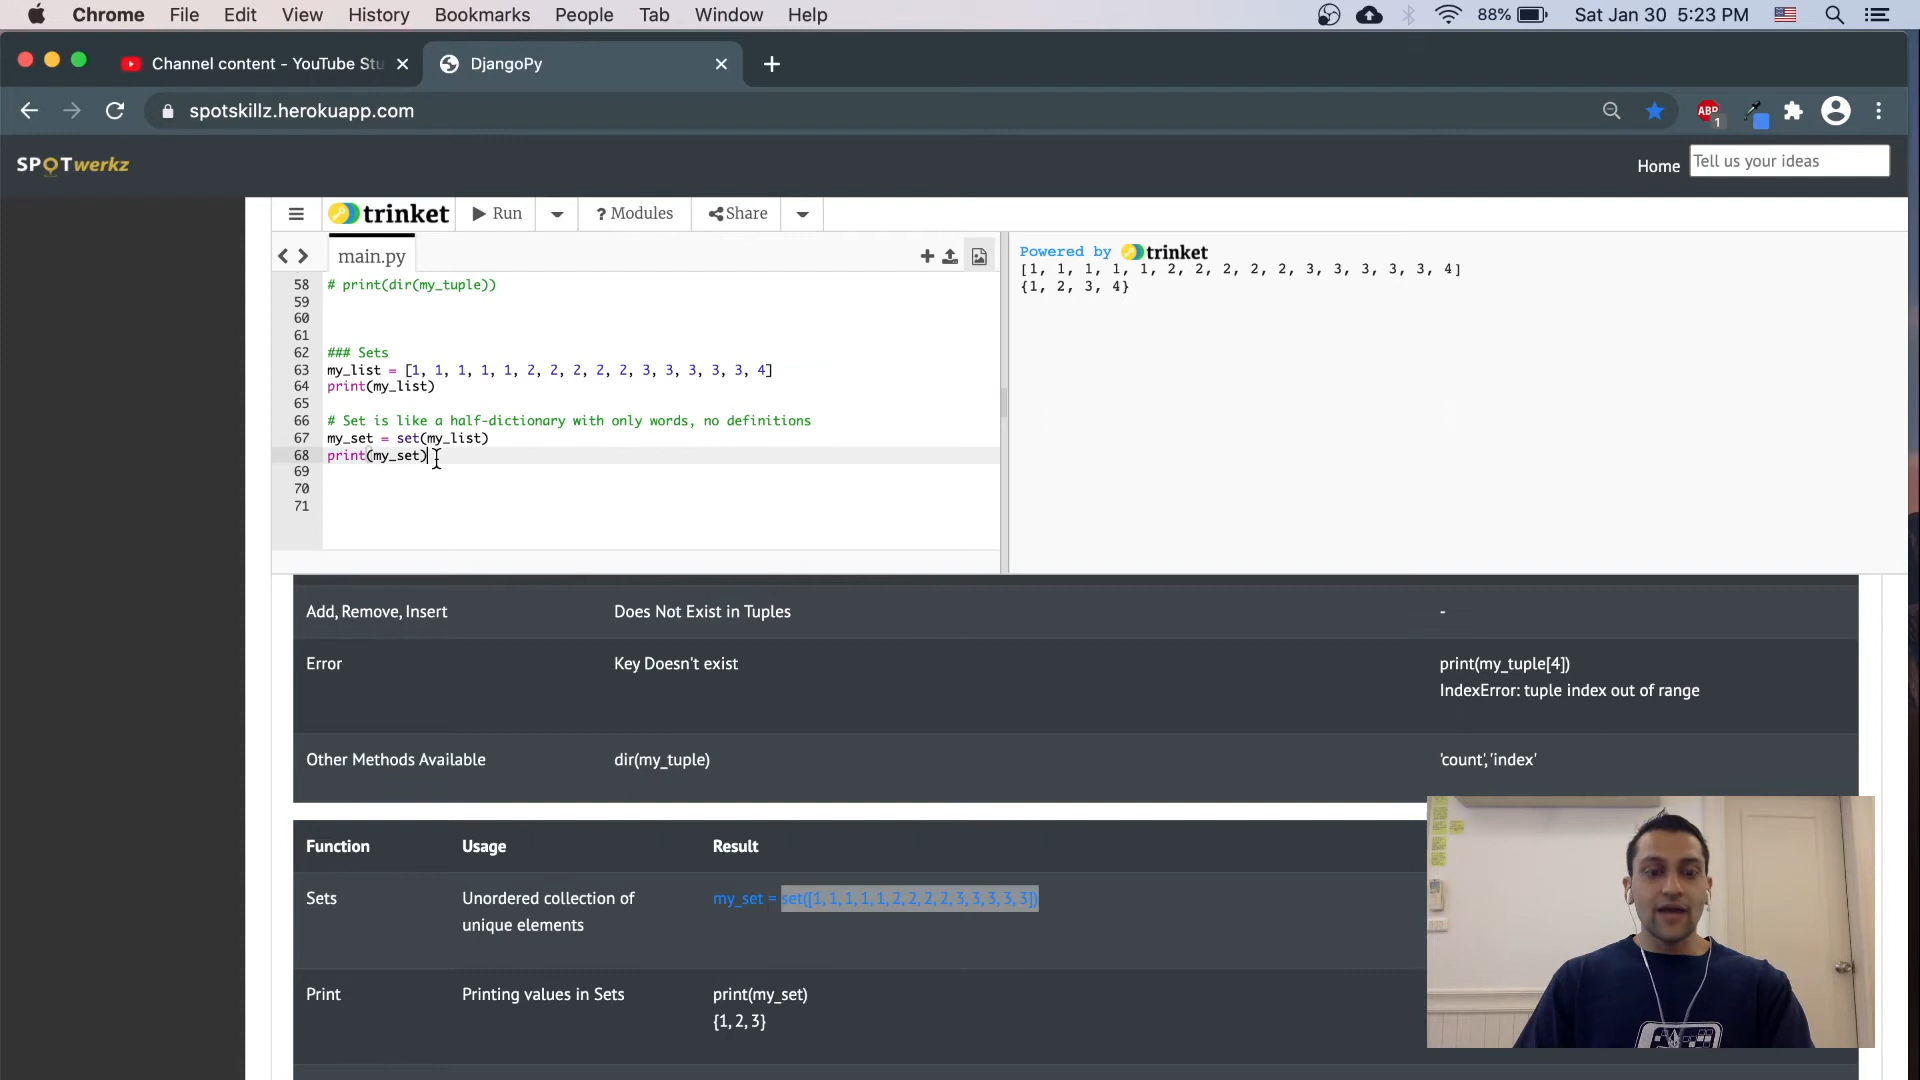 Chrome File Edit View History Bookmarks People Tab Window Help 88% Sat Jan 30 5:23 PM
Channel content - YouTube Stu DjangoPy
spotskillz.herokuapp.com ABP 1
SPOTwerkz Home Tell us your ideas
trinket Run ? Modules Share
main.py
Powered by trinket
[1, 1, 1, 1, 1, 2, 2, 2, 2, 2, 3, 3, 3, 3, 3, 4]
{1, 2, 3, 4}
58 # print(dir(my_tuple))
59
60
61
62 ### Sets
63 my_list = [1, 1, 1, 1, 1, 2, 2, 2, 2, 2, 3, 3, 3, 3, 3, 4]
64 print(my_list)
65
66 # Set is like a half-dictionary with only words, no definitions
67 my_set = set(my_list)
68 print(my_set)
69
70
71
Add, Remove, Insert Does Not Exist in Tuples -
Error Key Doesn't exist print(my_tuple[4])
IndexError: tuple index out of range
Other Methods Available dir(my_tuple) 'count','index'
Function Usage Result
Sets Unordered collection of my_set = set([1, 1, 1, 1, 1, 2, 2, 2, 2, 3, 3, 3, 3, 3])
unique elements
Print Printing values in Sets print(my_set)
{1, 2, 3}